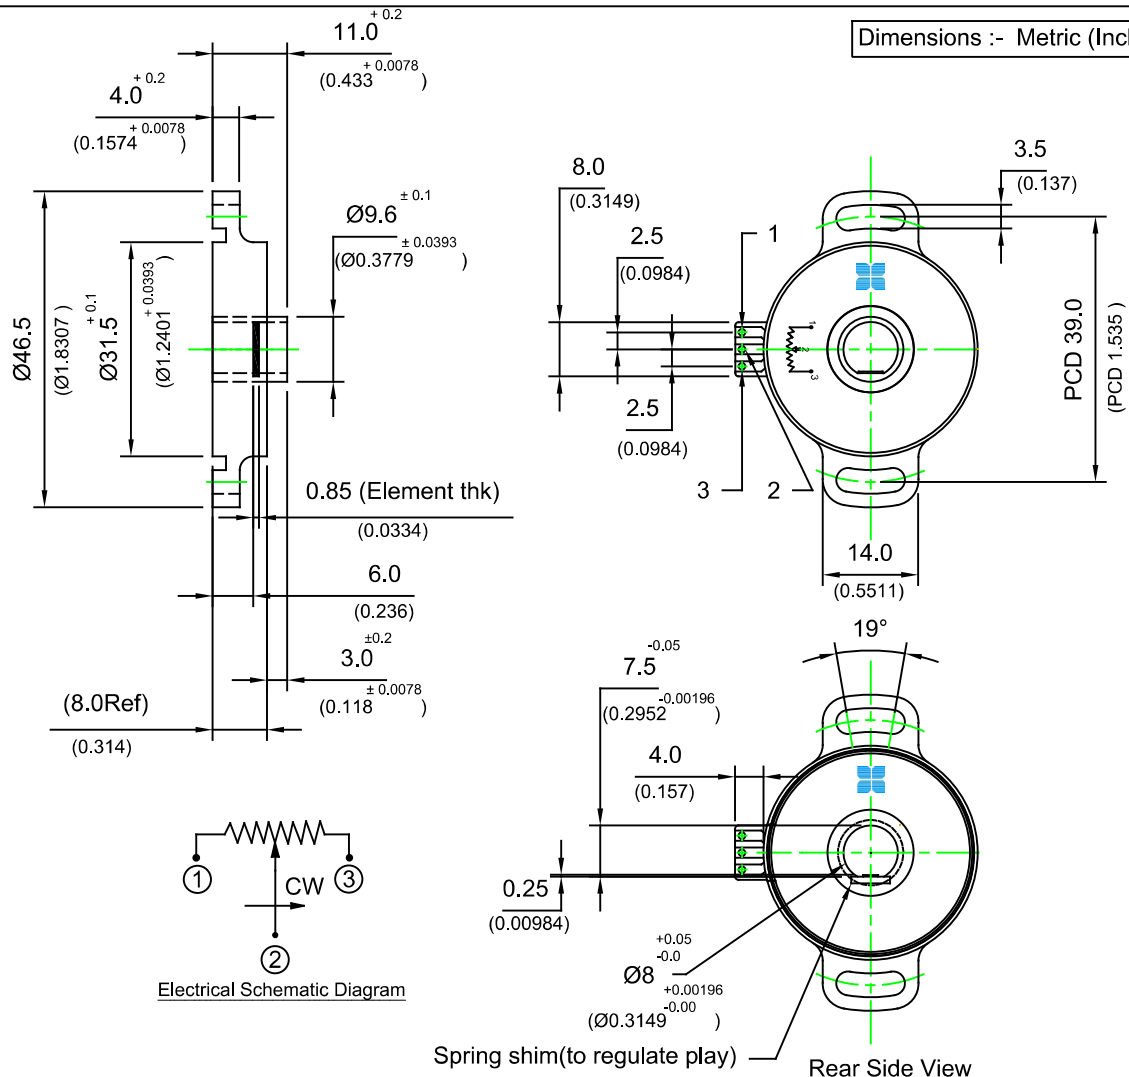 Dimensions :- Metric (Incl
11.0 + 0.2
(0.433 + 0.0078)
4.0 + 0.2
(0.1574 + 0.0078)
Ø46.5
(Ø1.8307)
Ø31.5 + 0.1
(Ø1.2401 + 0.0393)
Ø9.6 ± 0.1
(Ø0.3779 ± 0.0393)
0.85 (Element thk)
(0.0334)
6.0
(0.236)
3.0 ±0.2
(0.118 ± 0.0078)
(8.0Ref)
(0.314)
8.0
(0.3149)
2.5
(0.0984)
2.5
(0.0984)
1
3
2
1
2
3
3.5
(0.137)
PCD 39.0
(PCD 1.535)
14.0
(0.5511)
19°
7.5 -0.05
(0.2952 -0.00196)
4.0
(0.157)
0.25
(0.00984)
Ø8 +0.05 -0.0
(Ø0.3149 +0.00196 -0.00)
Spring shim(to regulate play)
Rear Side View
1
3
CW
2
Electrical Schematic Diagram